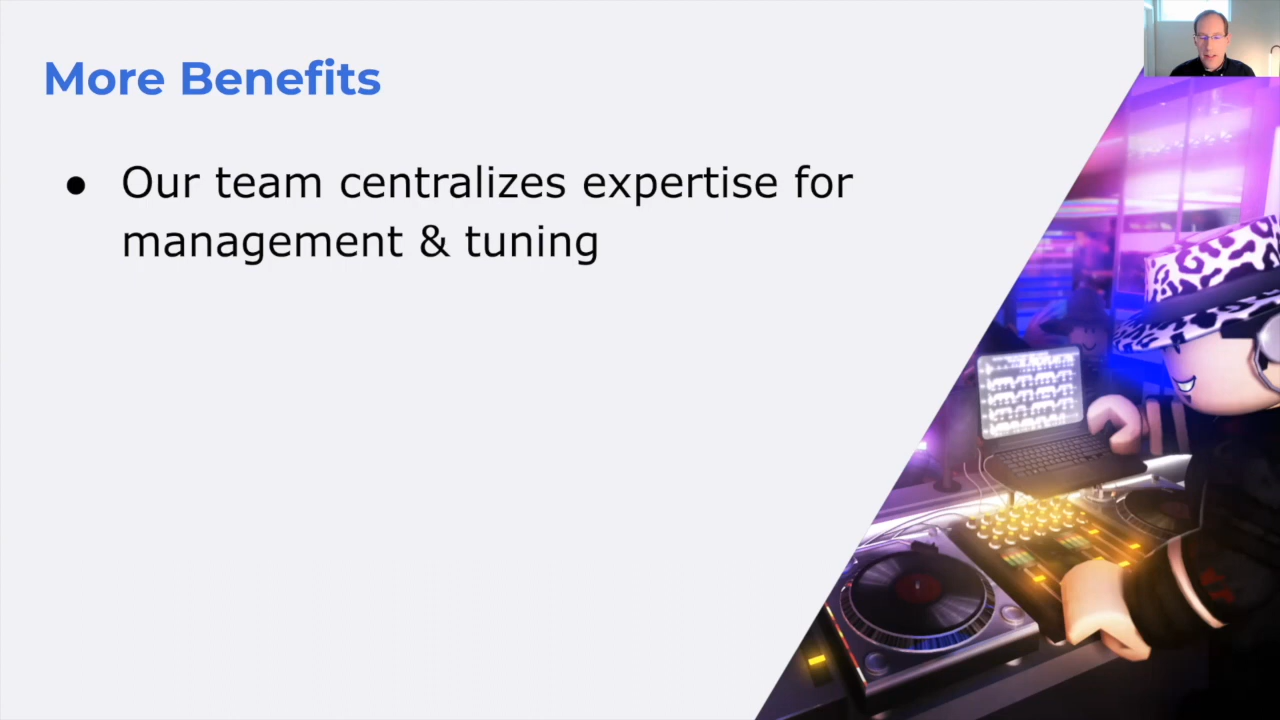 More Benefits
● Our team centralizes expertise for
management & tuning